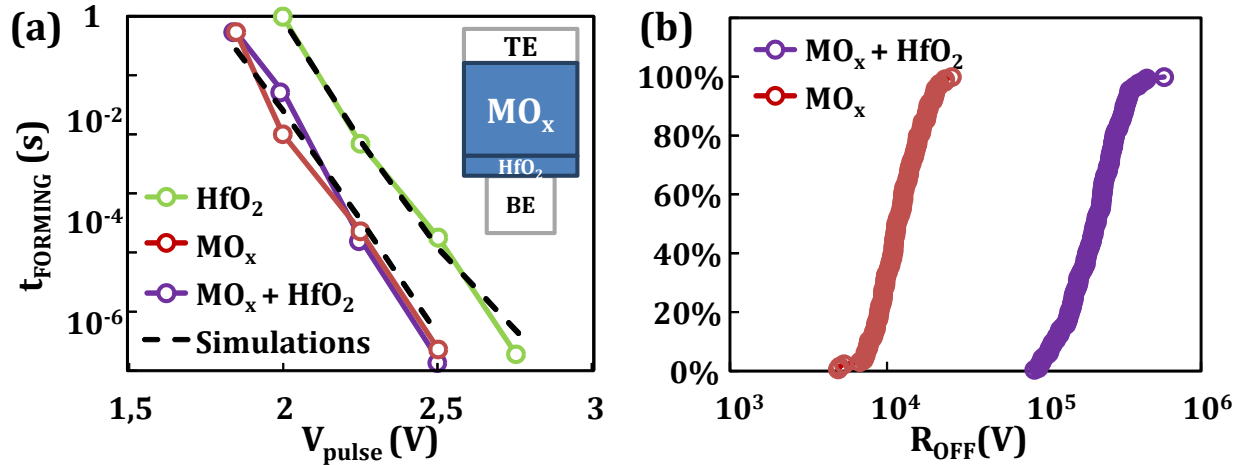 (a)
1
10-2
10-4
10-6
tFORMING (s)
HfO2
MOx
MOx + HfO2
Simulations
TE
MOx
HfO2
BE
1,5
2
2,5
3
Vpulse (V)
(b)
MOx + HfO2
MOx
100%
80%
60%
40%
20%
0%
103
104
105
106
ROFF(V)